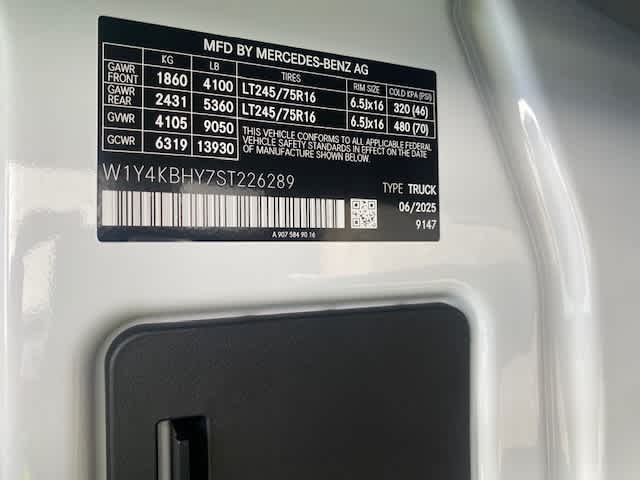 MFD BY MERCEDES-BENZ AG
KG LB TIRES RIM SIZE COLD KPA (PSI)
GAWR FRONT 1860 4100 LT245/75R16 6.5Jx16 320 (46)
GAWR REAR 2431 5360 LT245/75R16 6.5Jx16 480 (70)
GVWR 4105 9050 THIS VEHICLE CONFORMS TO ALL APPLICABLE FEDERAL
VEHICLE SAFETY STANDARDS IN EFFECT ON THE
GCWR 6319 13930 DATE OF MANUFACTURE SHOWN ABOVE.
W1Y4KBHY7ST226289
TYPE TRUCK
06/2025
9147
A 907 584 90 16